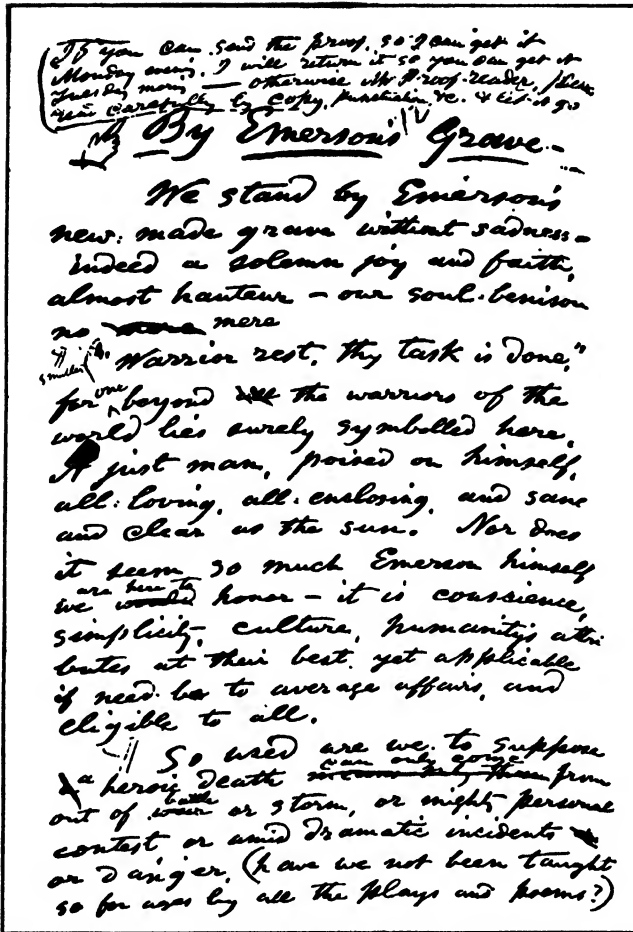 If you can send the proof, so I can get it
Monday evn'g, I will return it so you can get it
Tuesday morn — otherwise
carefully by copy, punctuation, &c. & let it go
By Emerson's Grave.—
We stand by Emerson's
new-made grave without sadness—
indeed a solemn joy and faith,
almost hauteur — our soul-benison
no more mere
"Warrior rest, thy task is done,"
for one beyond the warriors of the
world lies surely symboll'd here.
A just man, poised on himself,
all-loving, all-enclosing, and sane
and clear as the sun. Nor does
it seem so much Emerson himself
we are here to honor — it is conscience,
simplicity, culture, humanity's attri
butes at their best, yet applicable
if need be to average affairs, and
eligible to all.
So used are we to suppose
a heroic death can only come from
out of battle or storm, or mighty personal
contest or amid dramatic incidents
or danger, (have we not been taught
so for ages by all the plays and poems?)